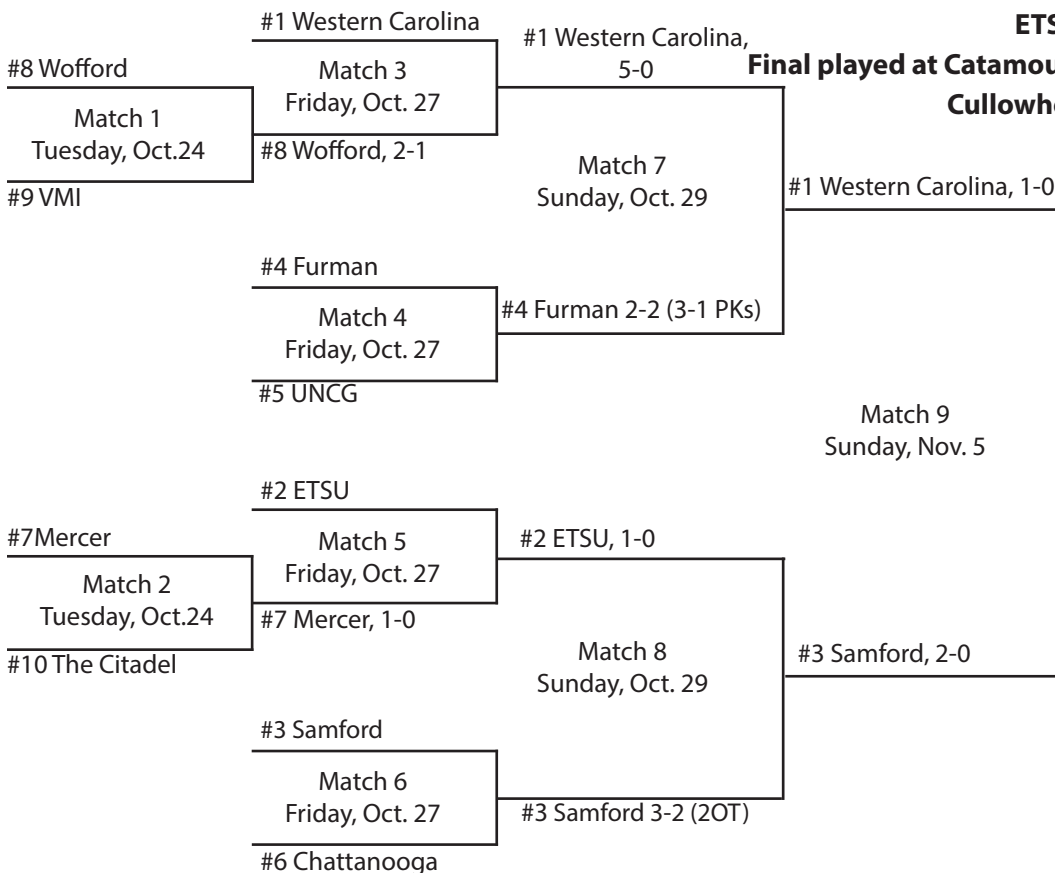 #1 Western Carolina
#1 Western Carolina,
5-0
Final played at
#8 Wofford
Match 3
Friday, Oct. 27
Match 1
Tuesday, Oct.24
#8 Wofford, 2-1
#9 VMI
Match 7
Sunday, Oct. 29
#1 Western Carolina, 1-0
#4 Furman
Match 4
Friday, Oct. 27
#4 Furman 2-2 (3-1 PKs)
#5 UNCG
Match 9
Sunday, Nov. 5
#2 ETSU
#7Mercer
Match 5
Friday, Oct. 27
#2 ETSU, 1-0
Match 2
Tuesday, Oct.24
#7 Mercer, 1-0
#10 The Citadel
Match 8
Sunday, Oct. 29
#3 Samford, 2-0
#3 Samford
Match 6
Friday, Oct. 27
#3 Samford 3-2 (2OT)
#6 Chattanooga